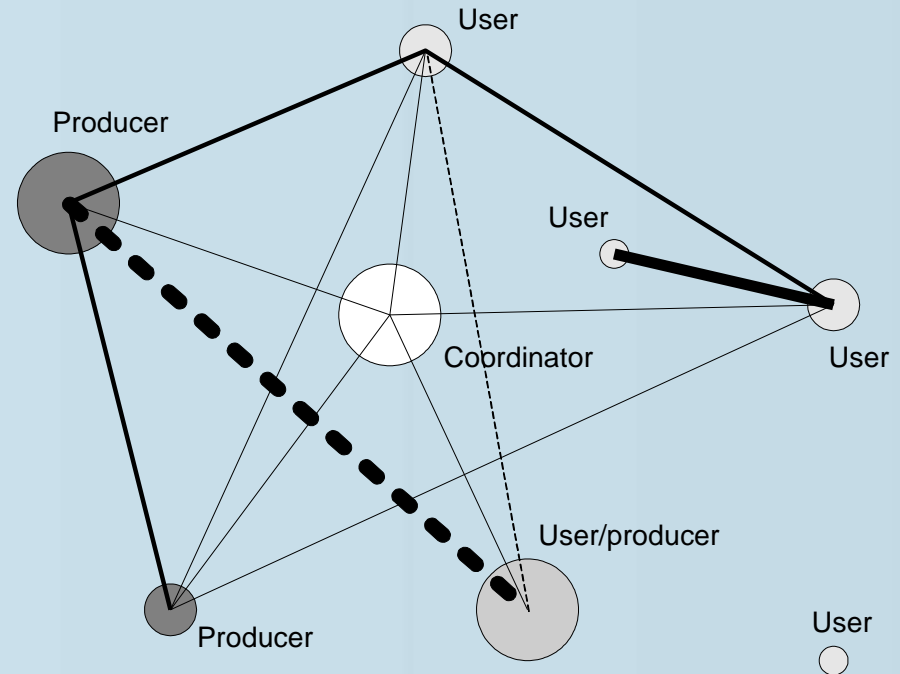 User
Producer
User
Coordinator
User
User/producer
Producer
User